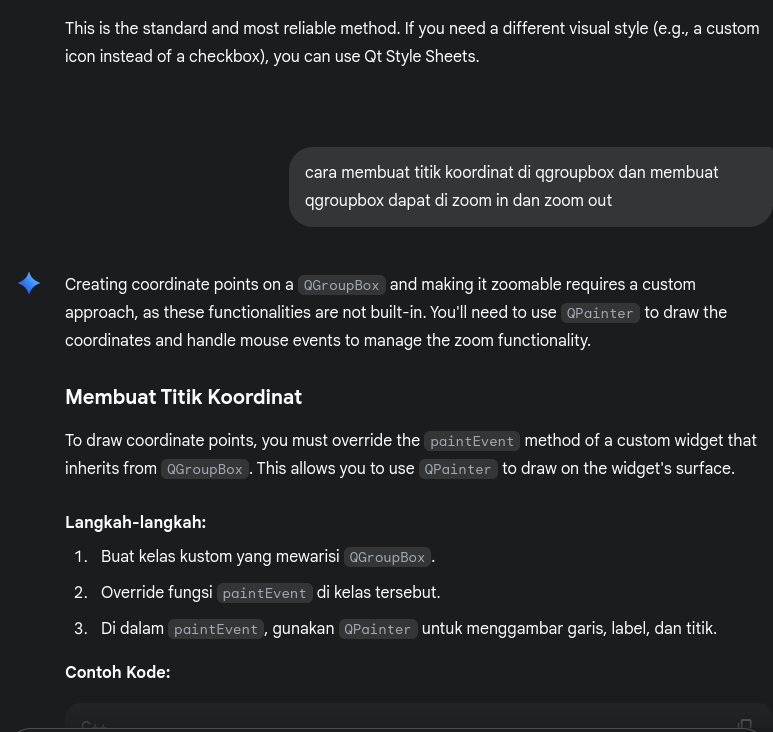 This is the standard and most reliable method. If you need a different visual style (e.g., a custom
icon instead of a checkbox), you can use Qt Style Sheets.
cara membuat titik koordinat di qgroupbox dan membuat
qgroupbox dapat di zoom in dan zoom out
Creating coordinate points on a QGroupBox and making it zoomable requires a custom
approach, as these functionalities are not built-in. You'll need to use QPainter to draw the
coordinates and handle mouse events to manage the zoom functionality.
Membuat Titik Koordinat
To draw coordinate points, you must override the paintEvent method of a custom widget that
inherits from QGroupBox. This allows you to use QPainter to draw on the widget's surface.
Langkah-langkah:
1. Buat kelas kustom yang mewarisi QGroupBox.
2. Override fungsi paintEvent di kelas tersebut.
3. Di dalam paintEvent, gunakan QPainter untuk menggambar garis, label, dan titik.
Contoh Kode:
C++